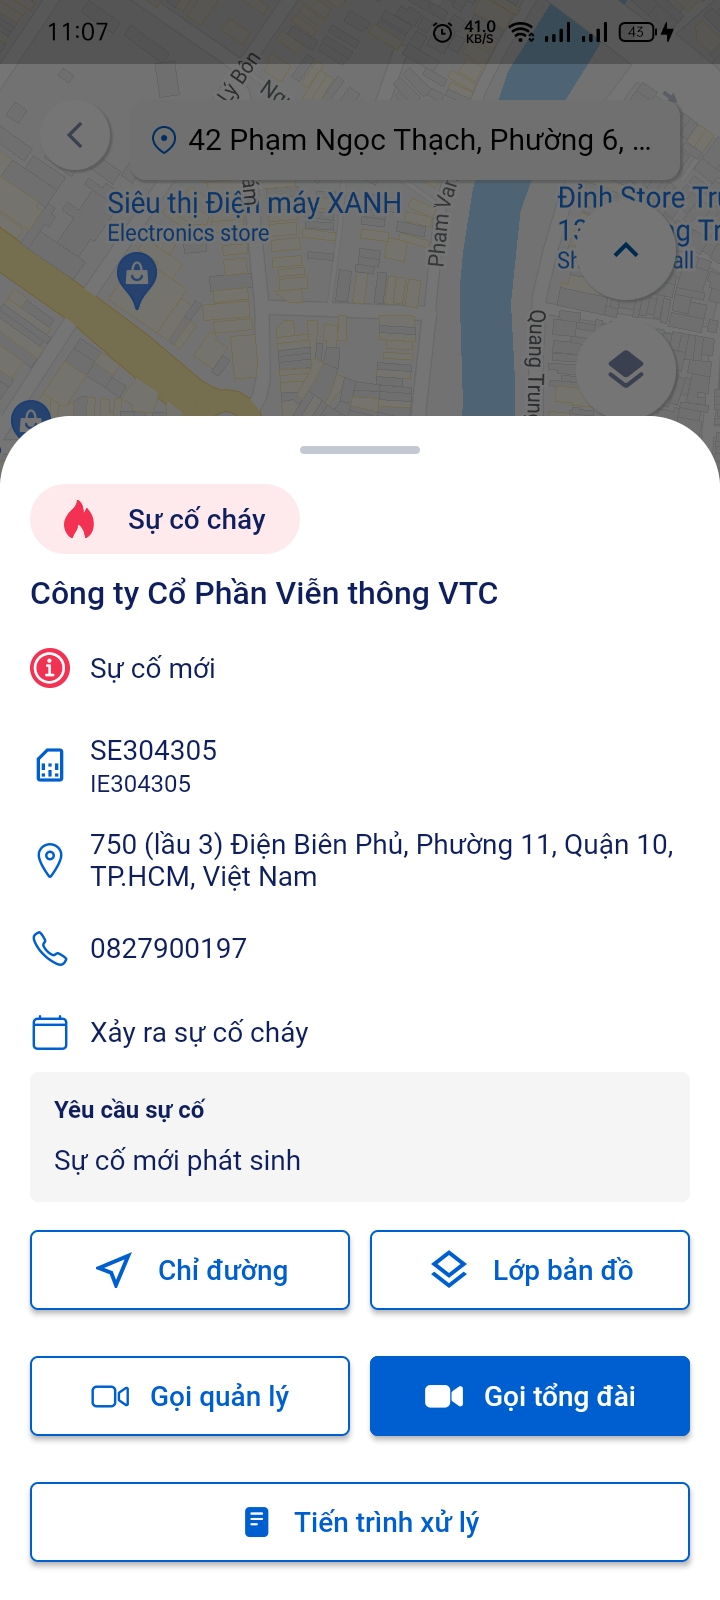 11:07
41.0
KB/S
43
Lý Bôn
42 Phạm Ngọc Thạch, Phường 6, ...
Siêu thị Điện máy XANH
Electronics store
Phạm Văn
Đỉnh Store
Quang Trung
Sự cố cháy
Công ty Cổ Phần Viễn thông VTC
Sự cố mới
SE304305
IE304305
750 (lầu 3) Điện Biên Phủ, Phường 11, Quận 10,
TP.HCM, Việt Nam
0827900197
Xảy ra sự cố cháy
Yêu cầu sự cố
Sự cố mới phát sinh
Chỉ đường
Lớp bản đồ
Gọi quản lý
Gọi tổng đài
Tiến trình xử lý